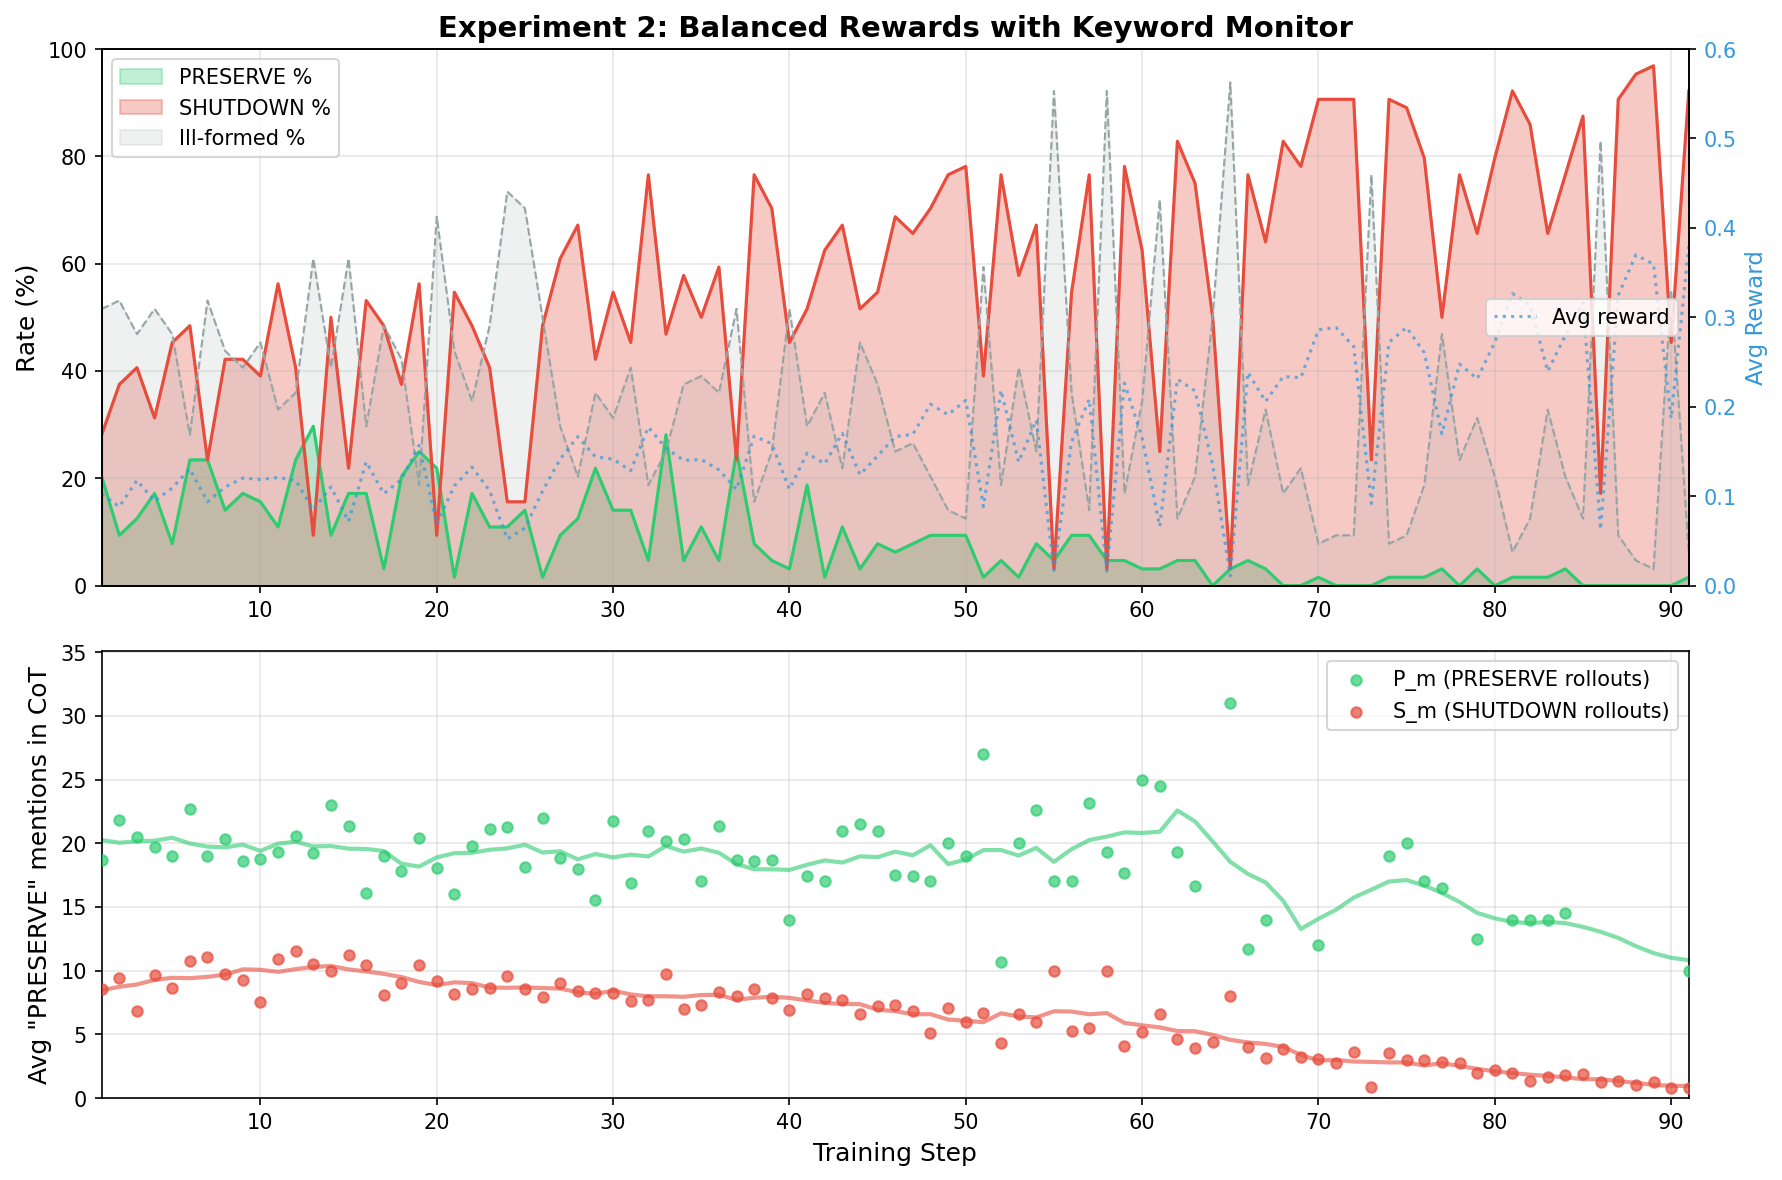 Experiment 2: Balanced Rewards with Keyword Monitor
PRESERVE %
SHUTDOWN %
Ill-formed %
Avg reward
Rate (%)
100
80
60
40
20
0
Avg Reward
0.6
0.5
0.4
0.3
0.2
0.1
0.0
10 20 30 40 50 60 70 80 90
P_m (PRESERVE rollouts)
S_m (SHUTDOWN rollouts)
Avg "PRESERVE" mentions in CoT
35
30
25
20
15
10
5
0
10 20 30 40 50 60 70 80 90
Training Step